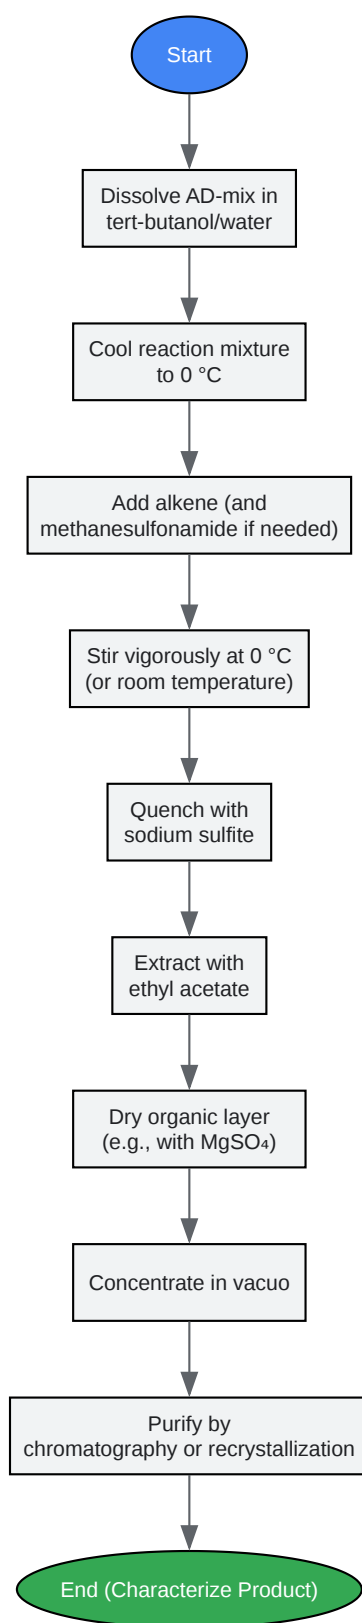 Start
Dissolve AD-mix in
tert-butanol/water
Cool reaction mixture
to 0 °C
Add alkene (and
methanesulfonamide if needed)
Stir vigorously at 0 °C
(or room temperature)
Quench with
sodium sulfite
Extract with
ethyl acetate
Dry organic layer
(e.g., with MgSO₄)
Concentrate in vacuo
Purify by
chromatography or recrystallization
End (Characterize Product)